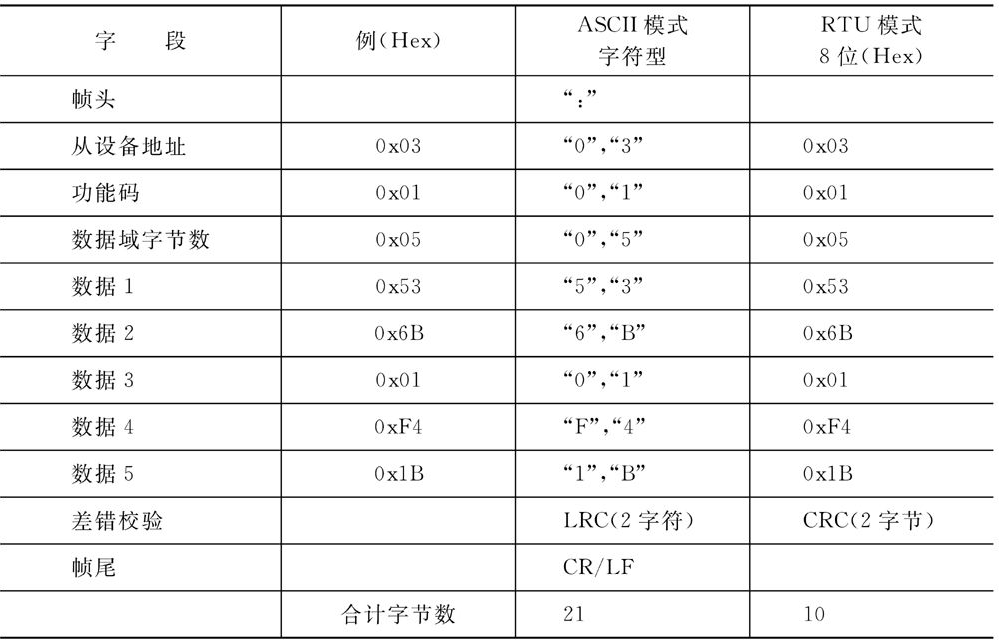 字 段 例(Hex) ASCII 模式 字符型 RTU 模式 8 位(Hex)
帧头 “:”
从设备地址 0x03 “0”,“3” 0x03
功能码 0x01 “0”,“1” 0x01
数据域字节数 0x05 “0”,“5” 0x05
数据 1 0x53 “5”,“3” 0x53
数据 2 0x6B “6”,“B” 0x6B
数据 3 0x01 “0”,“1” 0x01
数据 4 0xF4 “F”,“4” 0xF4
数据 5 0x1B “1”,“B” 0x1B
差错校验 LRC(2 字符) CRC(2 字节)
帧尾 CR/LF
合计字节数 21 10